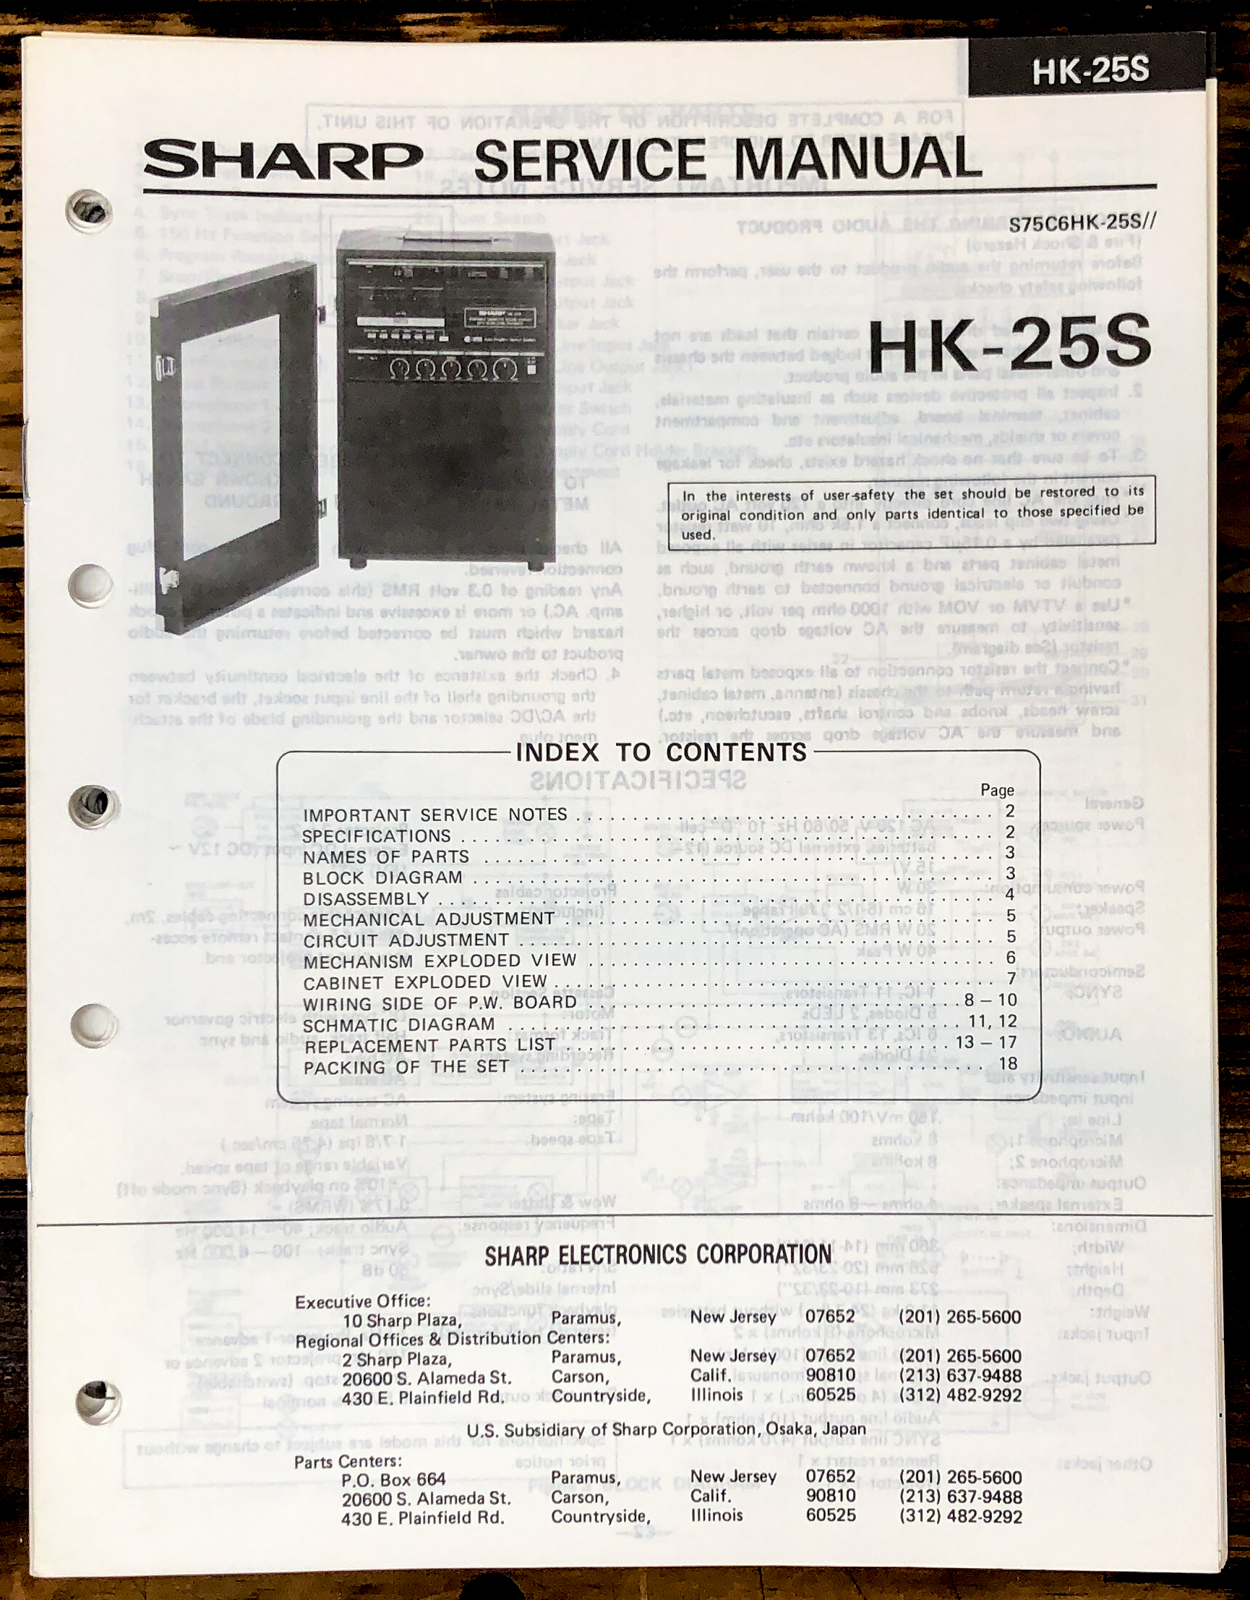 HK-25S
SHARP SERVICE MANUAL
S75C6HK-25S//
SHARP
HK-25S
In the interests of user-safety the set should be restored to its
original condition and only parts identical to those specified be
used.
INDEX TO CONTENTS
Page
IMPORTANT SERVICE NOTES . . . . . . . . . . . . . . . . . . . . . . . . . . . . . . . . . 2
SPECIFICATIONS . . . . . . . . . . . . . . . . . . . . . . . . . . . . . . . . . . . . . . . . . 2
NAMES OF PARTS . . . . . . . . . . . . . . . . . . . . . . . . . . . . . . . . . . . . . . . . 3
BLOCK DIAGRAM . . . . . . . . . . . . . . . . . . . . . . . . . . . . . . . . . . . . . . . . 3
DISASSEMBLY . . . . . . . . . . . . . . . . . . . . . . . . . . . . . . . . . . . . . . . . . . . 4
MECHANICAL ADJUSTMENT . . . . . . . . . . . . . . . . . . . . . . . . . . . . . . . . . 5
CIRCUIT ADJUSTMENT . . . . . . . . . . . . . . . . . . . . . . . . . . . . . . . . . . . . . 5
MECHANISM EXPLODED VIEW . . . . . . . . . . . . . . . . . . . . . . . . . . . . . . . 6
CABINET EXPLODED VIEW . . . . . . . . . . . . . . . . . . . . . . . . . . . . . . . . . 7
WIRING SIDE OF P.W. BOARD . . . . . . . . . . . . . . . . . . . . . . . . . . . . 8 – 10
SCHMATIC DIAGRAM . . . . . . . . . . . . . . . . . . . . . . . . . . . . . . . . . . . 11, 12
REPLACEMENT PARTS LIST . . . . . . . . . . . . . . . . . . . . . . . . . . . . . 13 – 17
PACKING OF THE SET . . . . . . . . . . . . . . . . . . . . . . . . . . . . . . . . . . . . 18
SHARP ELECTRONICS CORPORATION
Executive Office:
10 Sharp Plaza, Paramus, New Jersey 07652 (201) 265-5600
Regional Offices & Distribution Centers:
2 Sharp Plaza, Paramus, New Jersey 07652 (201) 265-5600
20600 S. Alameda St. Carson, Calif. 90810 (213) 637-9488
430 E. Plainfield Rd. Countryside, Illinois 60525 (312) 482-9292
U.S. Subsidiary of Sharp Corporation, Osaka, Japan
Parts Centers:
P.O. Box 664 Paramus, New Jersey 07652 (201) 265-5600
20600 S. Alameda St. Carson, Calif. 90810 (213) 637-9488
430 E. Plainfield Rd. Countryside, Illinois 60525 (312) 482-9292